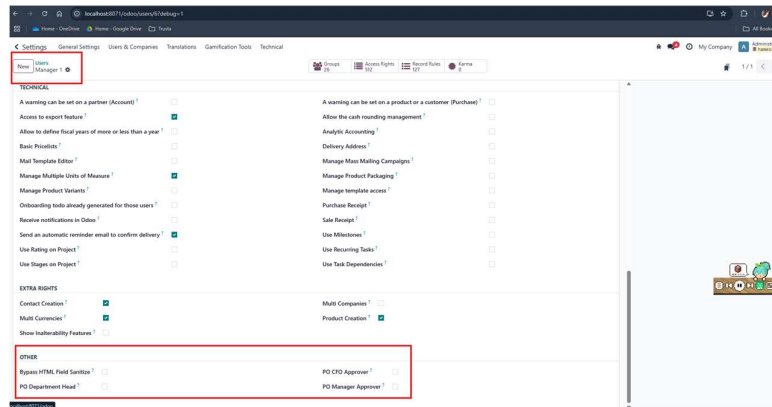 localhost:8071/odoo/users/6?debug=1
Home - OneDrive Home - Google Drive Trusta All Book
Settings General Settings Users & Companies Translations Gamification Tools Technical My Company A Administ
New Users Manager 1 Groups 26 Access Rights 512 Record Rules 127 Karma 0 1/1
TECHNICAL
A warning can be set on a partner (Account) ? A warning can be set on a product or a customer (Purchase) ?
Access to export feature ? Allow the cash rounding management ?
Allow to define fiscal years of more or less than a year ? Analytic Accounting ?
Basic Pricelists ? Delivery Address ?
Mail Template Editor ? Manage Mass Mailing Campaigns ?
Manage Multiple Units of Measure ? Manage Product Packaging ?
Manage Product Variants ? Manage template access ?
Onboarding todo already generated for those users ? Purchase Receipt ?
Receive notifications in Odoo ? Sale Receipt ?
Send an automatic reminder email to confirm delivery ? Use Milestones ?
Use Rating on Project ? Use Recurring Tasks ?
Use Stages on Project ? Use Task Dependencies ?
EXTRA RIGHTS
Contact Creation ? Multi Companies ?
Multi Currencies ? Product Creation ?
Show Inalterability Features ?
OTHER
Bypass HTML Field Sanitize ? PO CFO Approver ?
PO Department Head ? PO Manager Approver ?